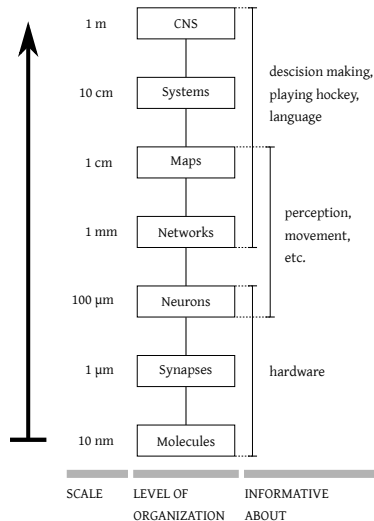 1 m
CNS
descision making,
playing hockey,
language
10 cm
Systems
1 cm
Maps
perception,
movement,
etc.
1 mm
Networks
100 µm
Neurons
1 µm
Synapses
hardware
10 nm
Molecules
SCALE
LEVEL OF
ORGANIZATION
INFORMATIVE
ABOUT